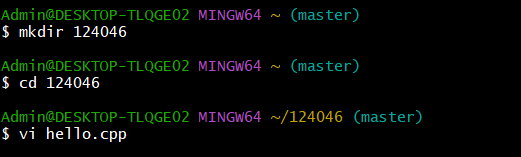 Admin@DESKTOP-TLQGE02 MINGW64 ~ (master)
$ mkdir 124046
Admin@DESKTOP-TLQGE02 MINGW64 ~ (master)
$ cd 124046
Admin@DESKTOP-TLQGE02 MINGW64 ~/124046 (master)
$ vi hello.cpp